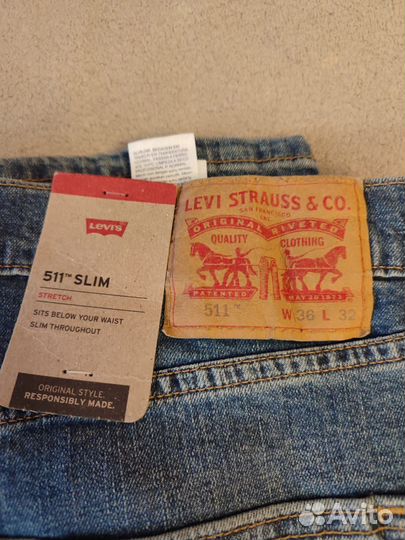 LEVI STRAUSS & CO.
SAN FRANCISCO
ORIGINAL RIVETED
QUALITY CLOTHING
PATENTED MAY 20 1873
511™ W 36 L 32
Levi's
511™ SLIM
STRETCH
SITS BELOW YOUR WAIST
SLIM THROUGHOUT
ORIGINAL STYLE.
RESPONSIBLY MADE.
Avito